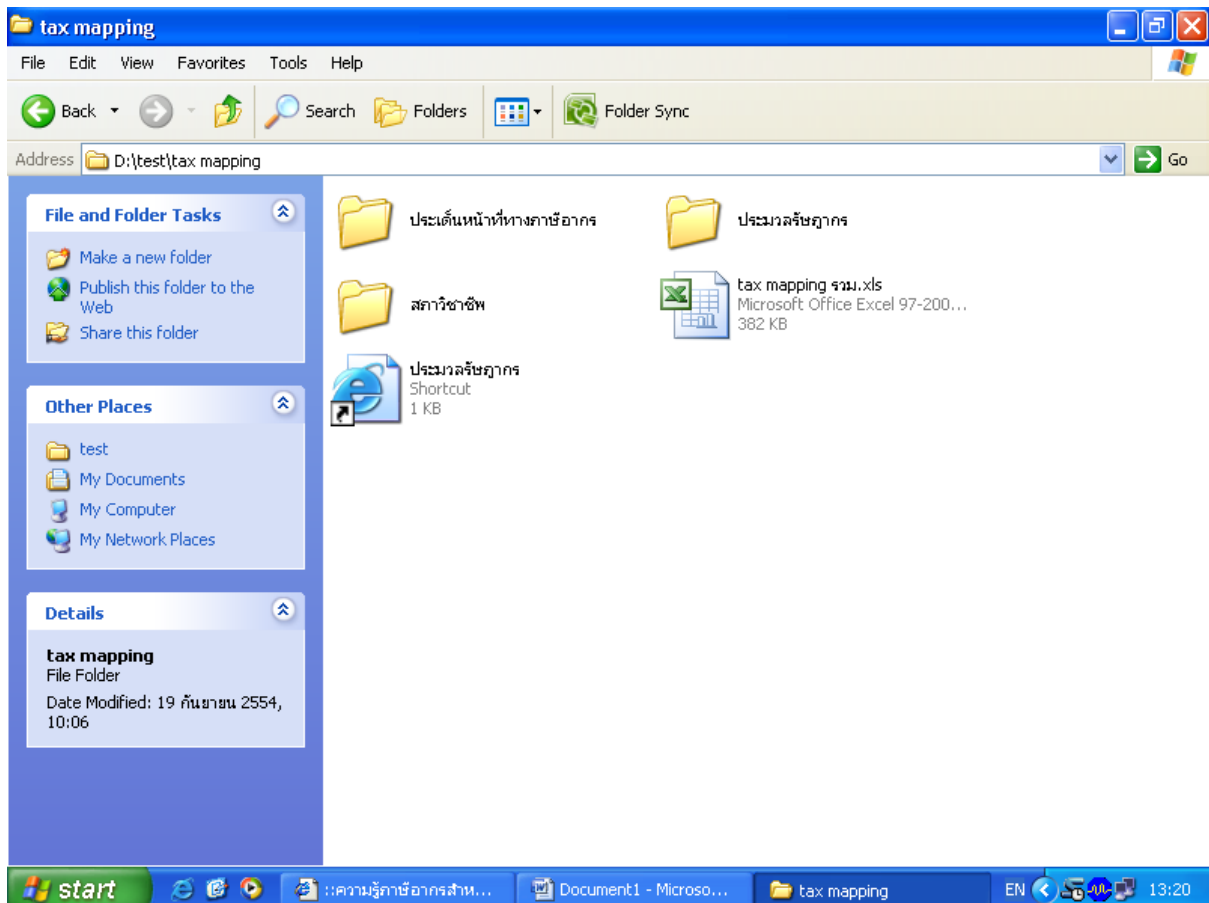 tax mapping
File Edit View Favorites Tools Help
Back Search Folders Folder Sync
Address D:\test\tax mapping Go
File and Folder Tasks
Make a new folder
Publish this folder to the
Web
Share this folder
Other Places
test
My Documents
My Computer
My Network Places
Details
tax mapping
File Folder
Date Modified: 19 กันยายน 2554,
10:06
ประเด็นหน้าที่ทางภาษีอากร
ประมวลรัษฎากร
สภาวิชาชีพ
tax mapping รวม.xls
Microsoft Office Excel 97-200...
382 KB
ประมวลรัษฎากร
Shortcut
1 KB
start
::ความรู้ภาษีอากรสำห...
Document1 - Microso...
tax mapping
EN
13:20